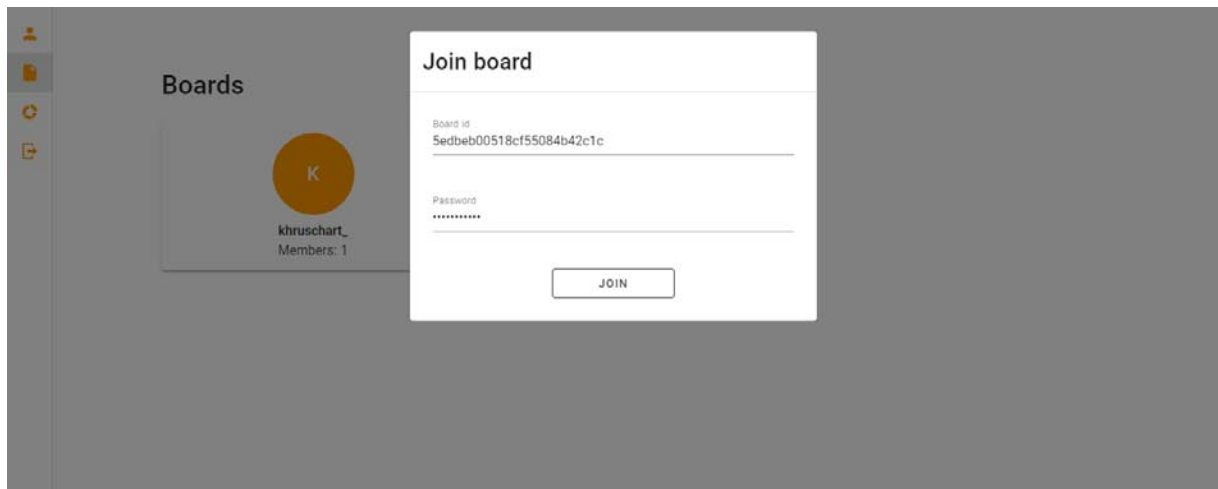 Boards
K
khruschart_
Members: 1
Join board
Board id
5edbeb00518cf55084b42c1c
Password
•••••••••••
JOIN